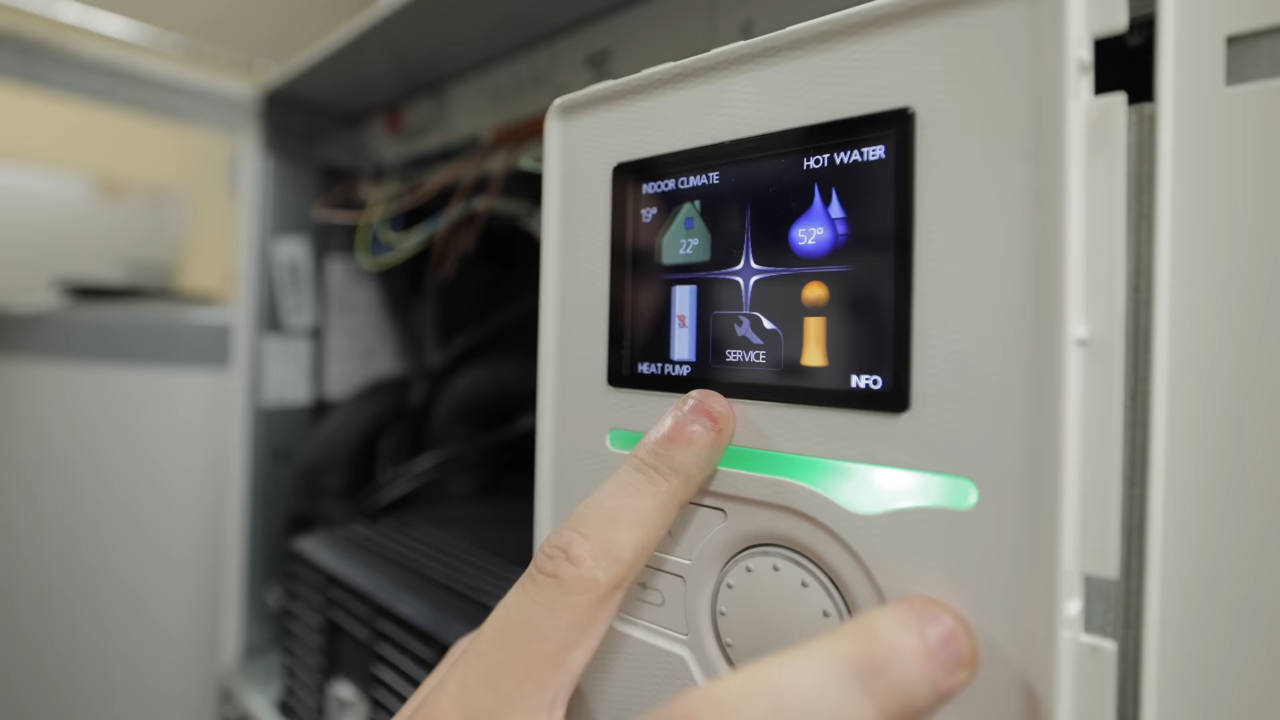 INDOOR CLIMATE
HOT WATER
19°
22°
52°
SERVICE
HEAT PUMP
INFO